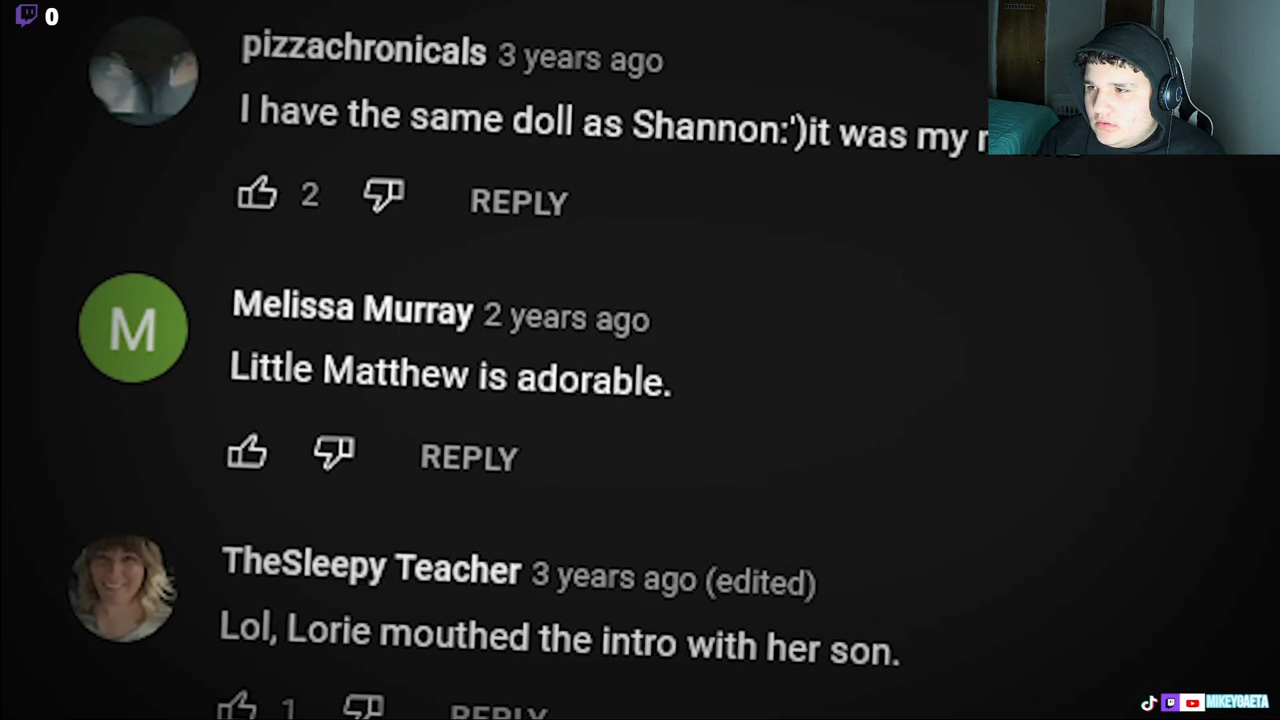 0
pizzachronicals 3 years ago
I have the same doll as Shannon:')it was my
2
REPLY
Melissa Murray 2 years ago
M
Little Matthew is adorable.
REPLY
TheSleepy Teacher 3 years ago (edited)
Lol, Lorie mouthed the intro with her son.
1
REPLY
MIKEYGAETA